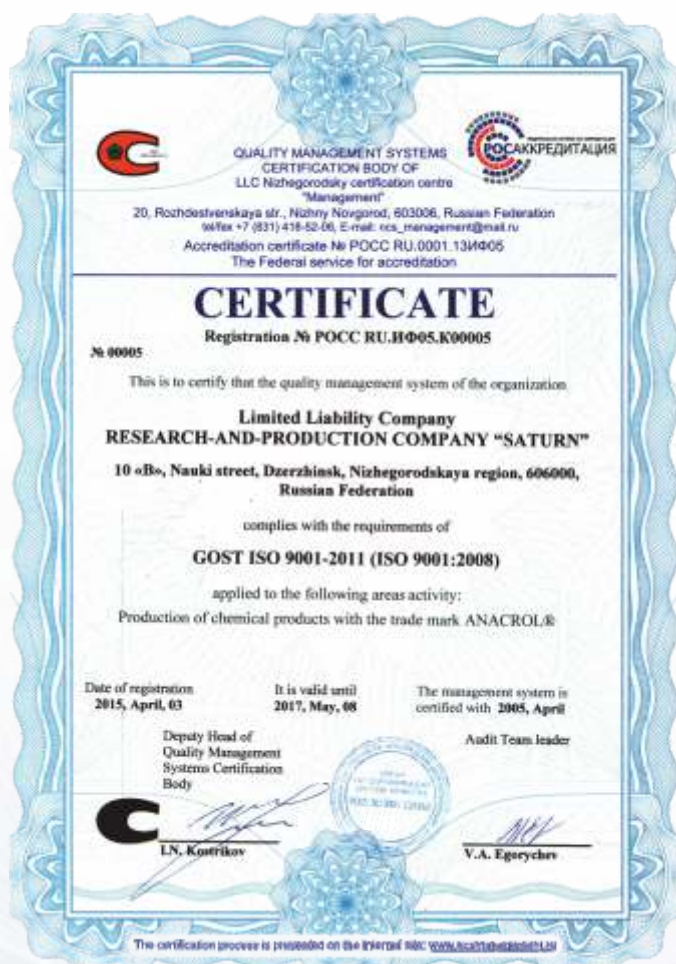 РОСАККРЕДИТАЦИЯ
QUALITY MANAGEMENT SYSTEMS
CERTIFICATION BODY OF
LLC Nizhegorodsky certification centre
"Management"
20, Rozhdestvenskaya str., Nizhny Novgorod, 603006, Russian Federation
tel/fax +7 (831) 418-52-06, E-mail: ncs_management@mail.ru
Accreditation certificate № РОСС RU.0001.13ИФ05
The Federal service for accreditation
CERTIFICATE
Registration № РОСС RU.ИФ05.К00005
№ 00005
This is to certify that the quality management system of the organization
Limited Liability Company
RESEARCH-AND-PRODUCTION COMPANY “SATURN”
10 «B», Nauki street, Dzerzhinsk, Nizhegorodskaya region, 606000,
Russian Federation
complies with the requirements of
GOST ISO 9001-2011 (ISO 9001:2008)
applied to the following areas activity:
Production of chemical products with the trade mark ANACROL®
Date of registration
2015, April, 03
It is valid until
2017, May, 08
The management system is
certified with 2005, April
Deputy Head of
Quality Management
Systems Certification
Body
Audit Team leader
I.N. Kostrikov
V.A. Egorychev
The certification process is presented on the Internet site: